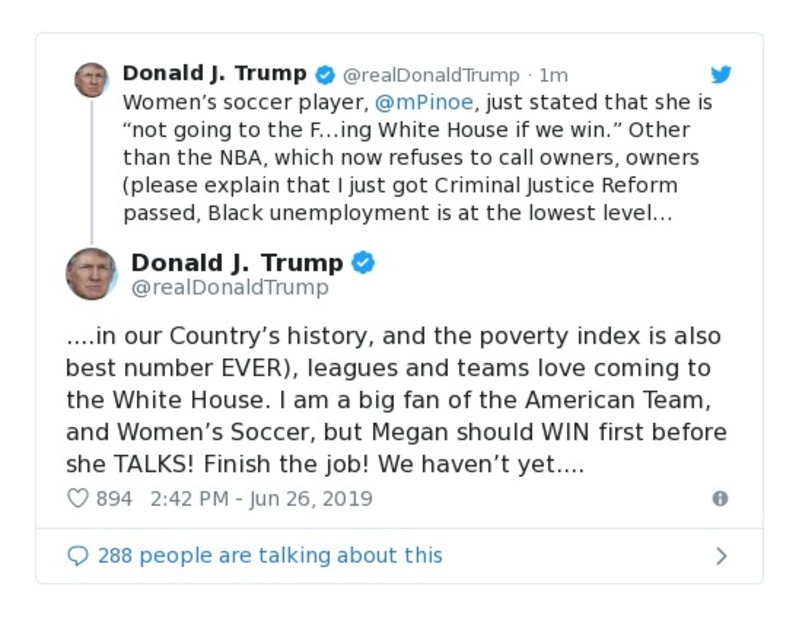 Donald J. Trump @realDonaldTrump · 1m
Women’s soccer player, @mPinoe, just stated that she is
“not going to the F...ing White House if we win.” Other
than the NBA, which now refuses to call owners, owners
(please explain that I just got Criminal Justice Reform
passed, Black unemployment is at the lowest level...
Donald J. Trump
@realDonaldTrump
....in our Country’s history, and the poverty index is also
best number EVER), leagues and teams love coming to
the White House. I am a big fan of the American Team,
and Women’s Soccer, but Megan should WIN first before
she TALKS! Finish the job! We haven’t yet....
894 2:42 PM - Jun 26, 2019
288 people are talking about this